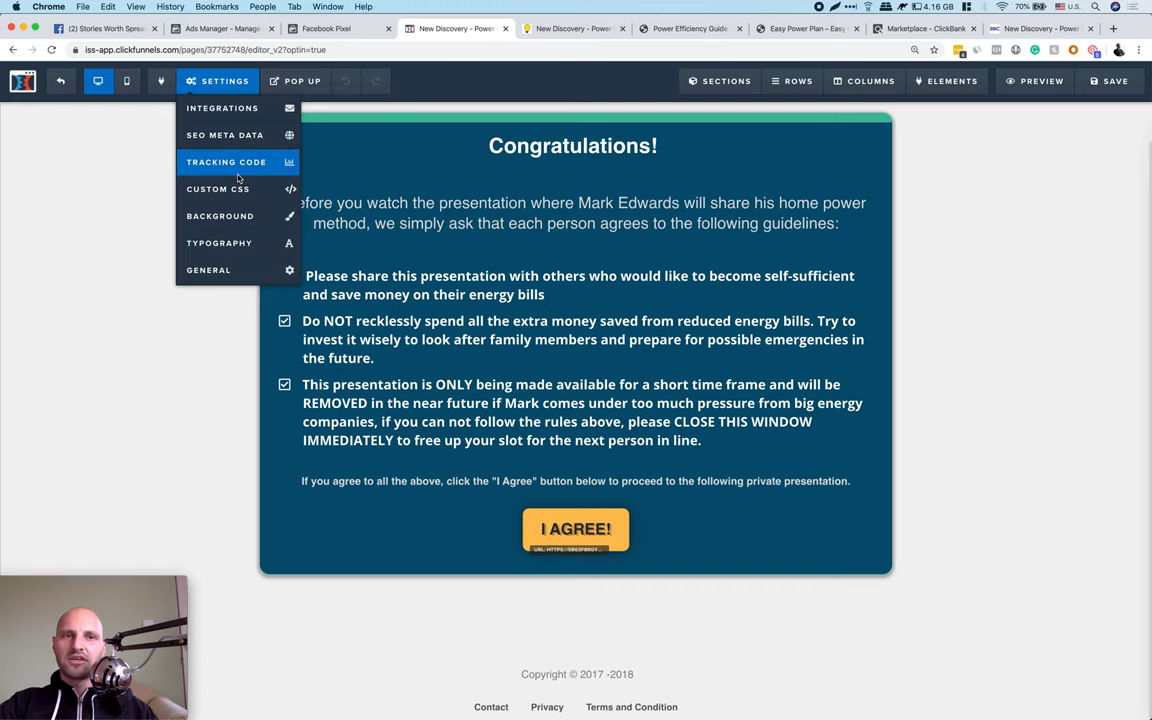 Chrome File Edit View History Bookmarks People Tab Window Help 4.16 GB 70% U.S.
(2) Stories Worth Spread
Ads Manager - Manage
Facebook Pixel
New Discovery - Power
New Discovery - Power
Power Efficiency Guide
Easy Power Plan – Easy
Marketplace - ClickBank
New Discovery - Power
iss-app.clickfunnels.com/pages/37752748/editor_v2?option=true
SETTINGS POP UP SECTIONS ROWS COLUMNS ELEMENTS PREVIEW SAVE
INTEGRATIONS
SEO META DATA
TRACKING CODE
CUSTOM CSS
BACKGROUND
TYPOGRAPHY
GENERAL
Congratulations!
efore you watch the presentation where Mark Edwards will share his home power
method, we simply ask that each person agrees to the following guidelines:
Please share this presentation with others who would like to become self-sufficient
and save money on their energy bills
Do NOT recklessly spend all the extra money saved from reduced energy bills. Try to
invest it wisely to look after family members and prepare for possible emergencies in
the future.
This presentation is ONLY being made available for a short time frame and will be
REMOVED in the near future if Mark comes under too much pressure from big energy
companies, if you can not follow the rules above, please CLOSE THIS WINDOW
IMMEDIATELY to free up your slot for the next person in line.
If you agree to all the above, click the "I Agree" button below to proceed to the following private presentation.
I AGREE!
Copyright © 2017 -2018
Contact Privacy Terms and Condition